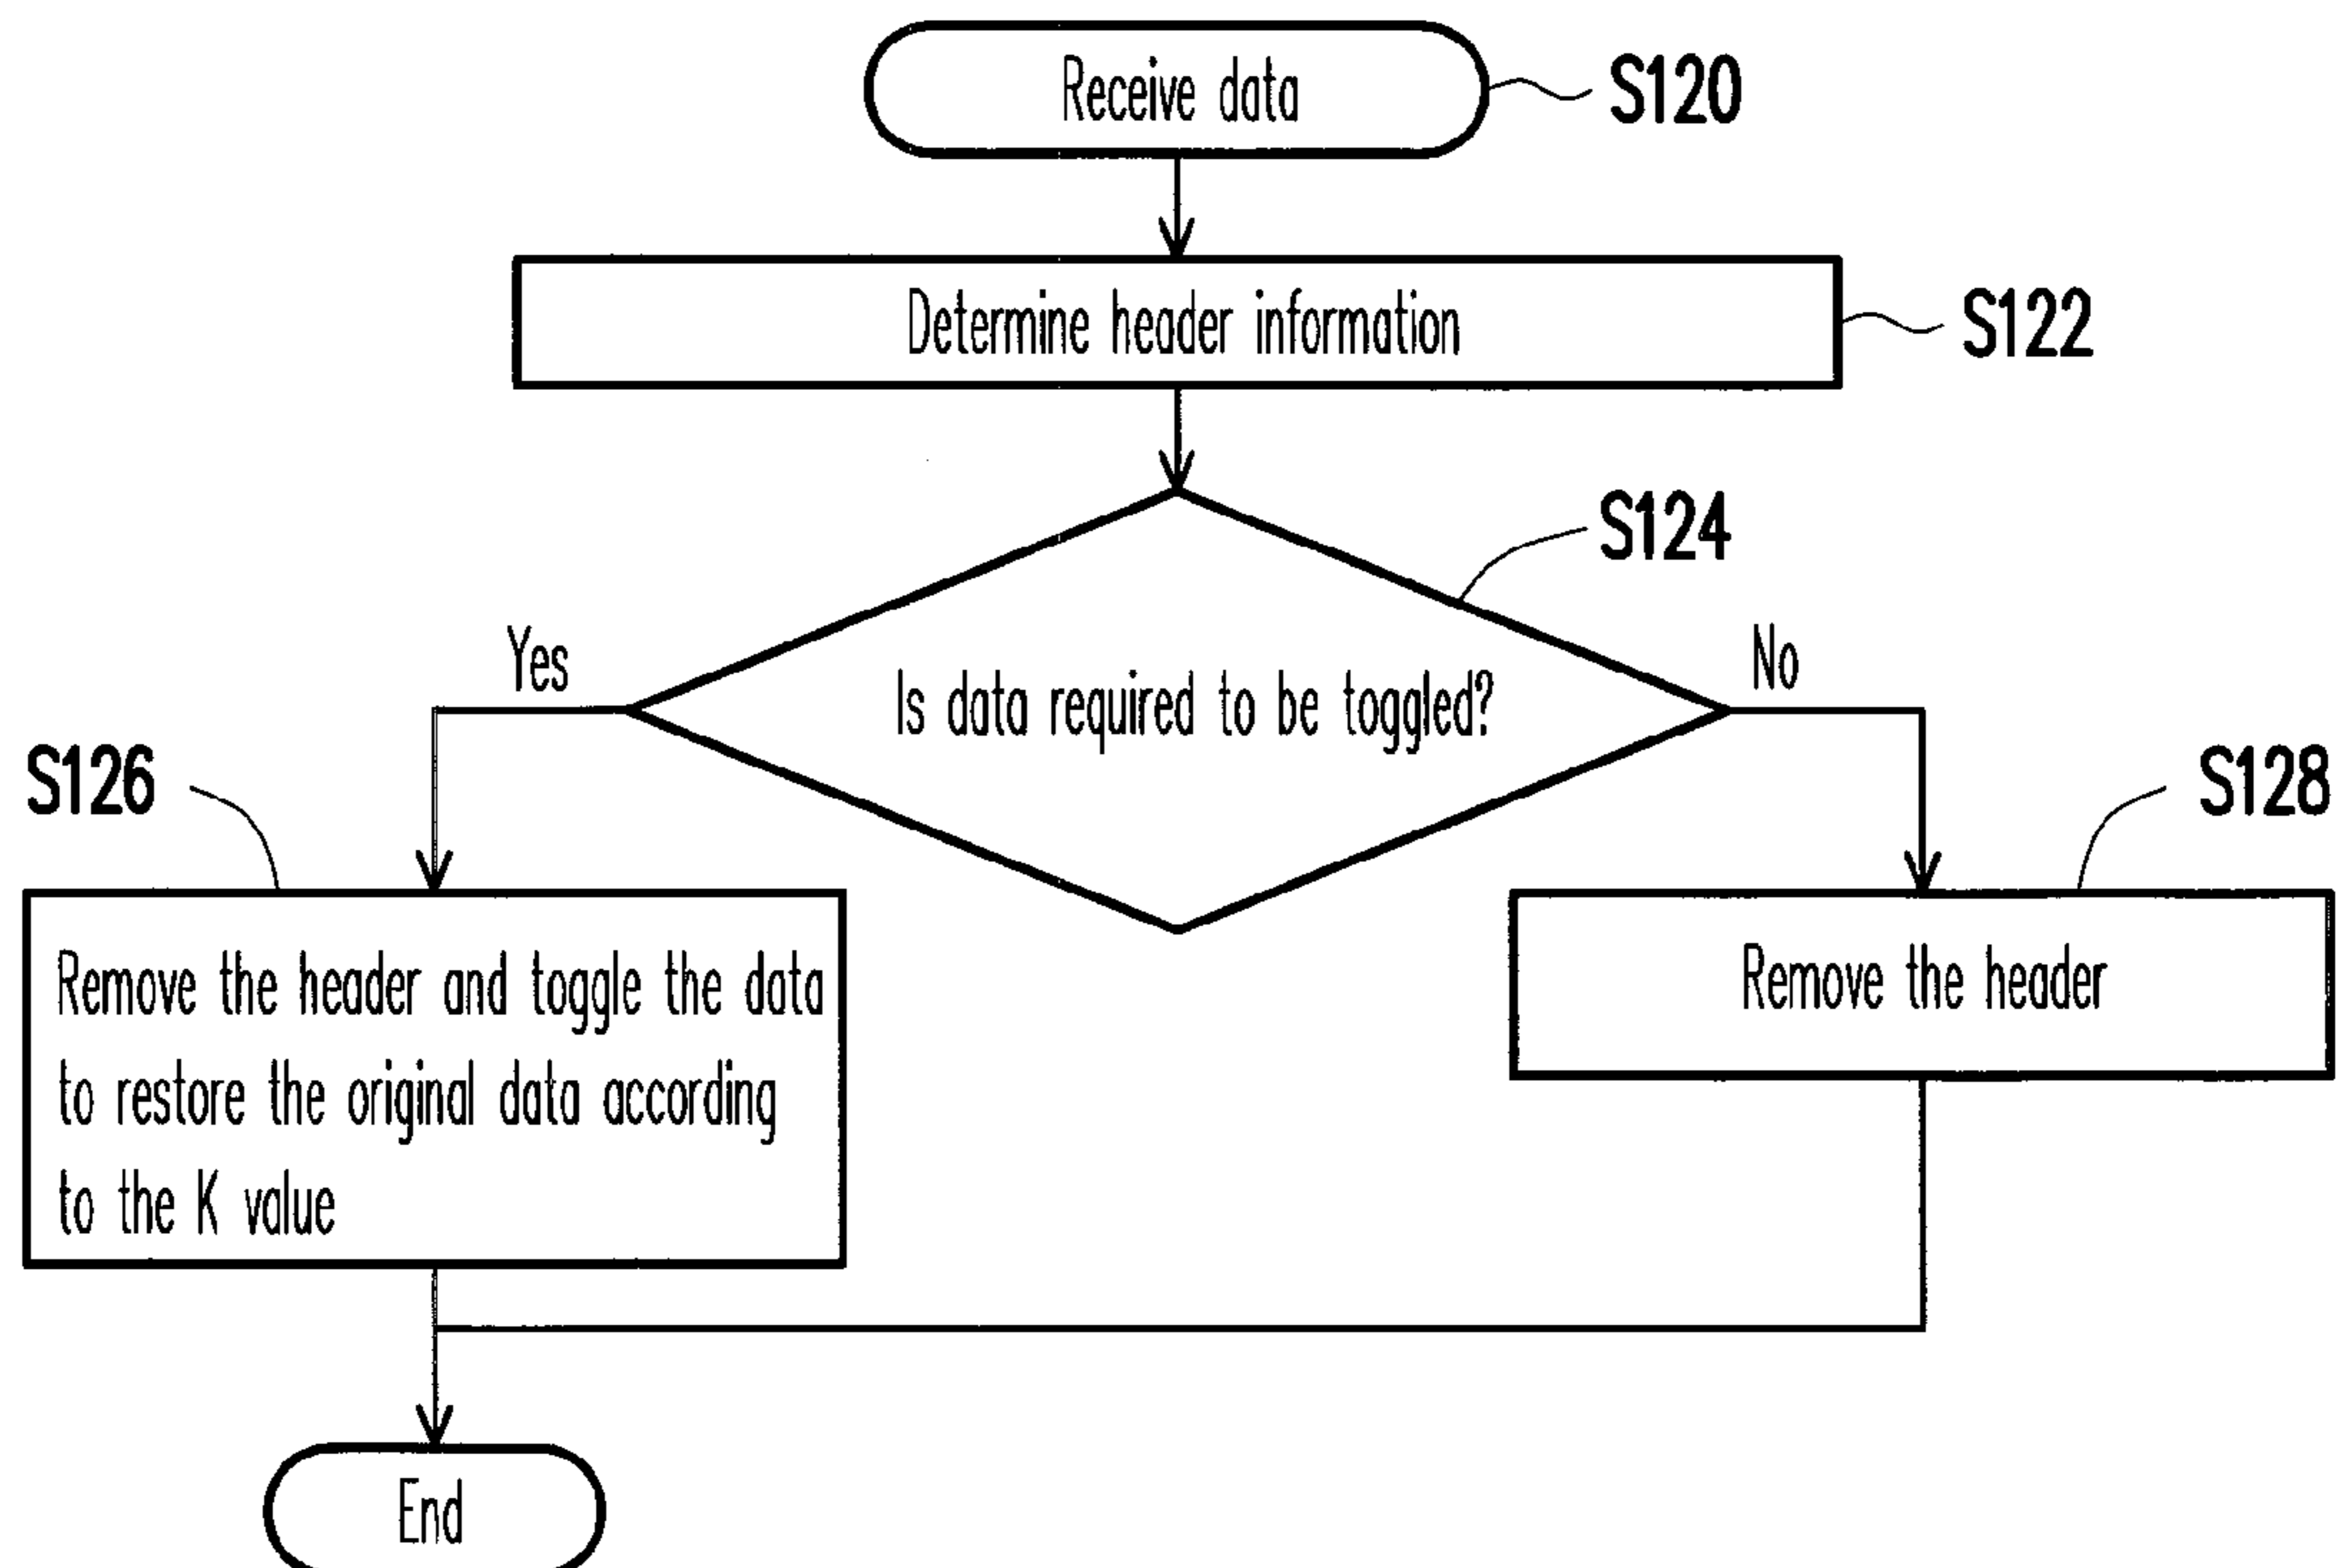 Receive data
S120
Determine header information
S122
S124
Yes
Is data required to be toggled?
No
S126
S128
Remove the header and toggle the data
to restore the original data according
to the K value
Remove the header
End